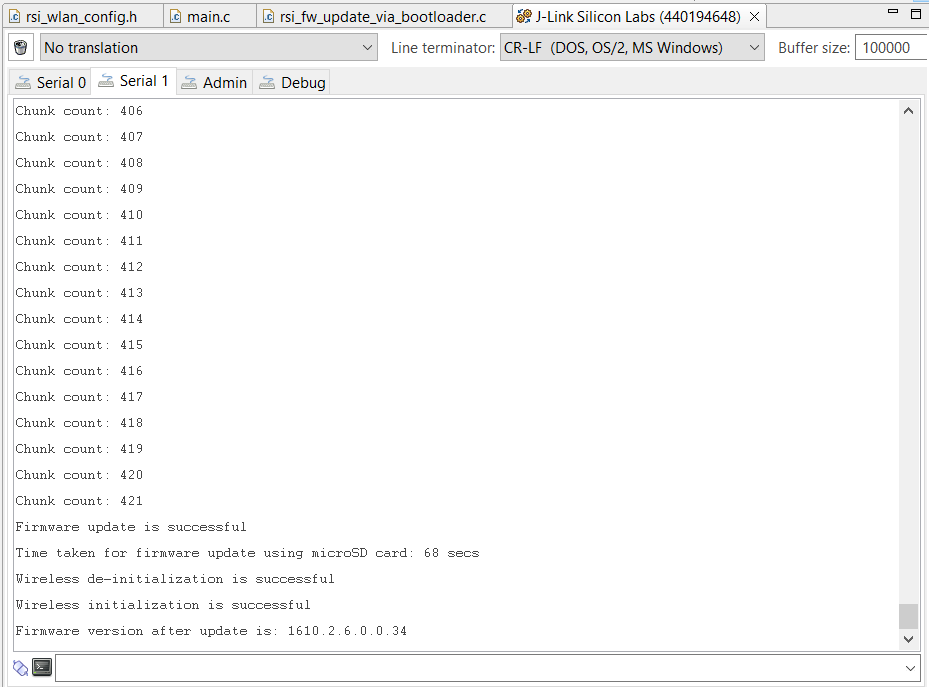 rsi_wlan_config.h main.c rsi_fw_update_via_bootloader.c J-Link Silicon Labs (440194648)
No translation Line terminator: CR-LF (DOS, OS/2, MS Windows) Buffer size: 100000
Serial 0 Serial 1 Admin Debug
Chunk count: 406
Chunk count: 407
Chunk count: 408
Chunk count: 409
Chunk count: 410
Chunk count: 411
Chunk count: 412
Chunk count: 413
Chunk count: 414
Chunk count: 415
Chunk count: 416
Chunk count: 417
Chunk count: 418
Chunk count: 419
Chunk count: 420
Chunk count: 421
Firmware update is successful
Time taken for firmware update using microSD card: 68 secs
Wireless de-initialization is successful
Wireless initialization is successful
Firmware version after update is: 1610.2.6.0.0.34